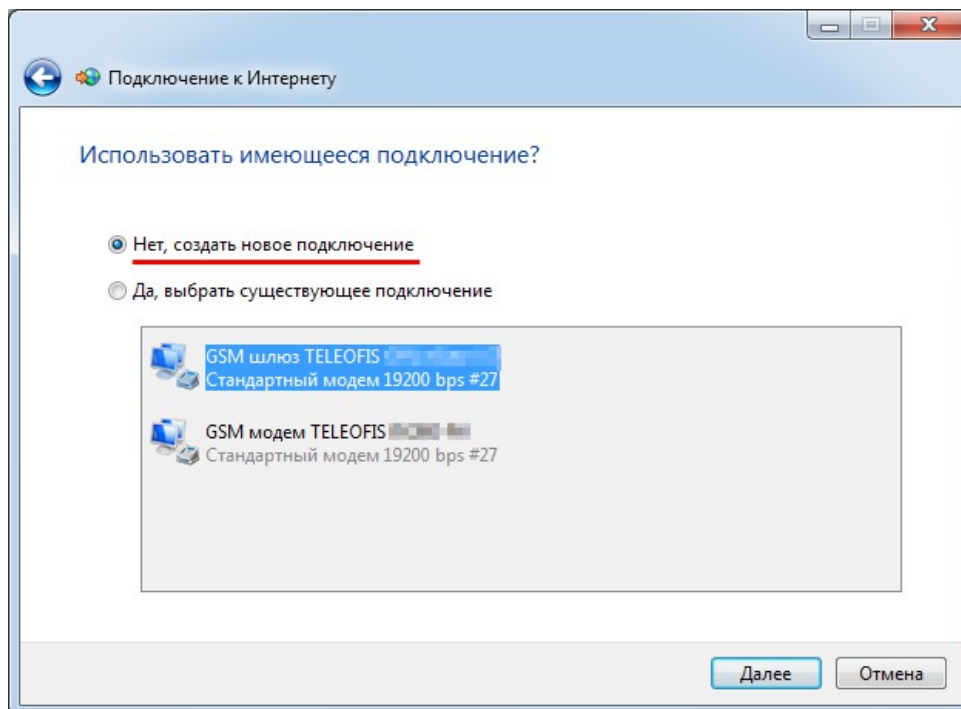 Подключение к Интернету
Использовать имеющееся подключение?
Нет, создать новое подключение
Да, выбрать существующее подключение
GSM шлюз TELEOFIS
Стандартный модем 19200 bps #27
GSM модем TELEOFIS
Стандартный модем 19200 bps #27
Далее
Отмена